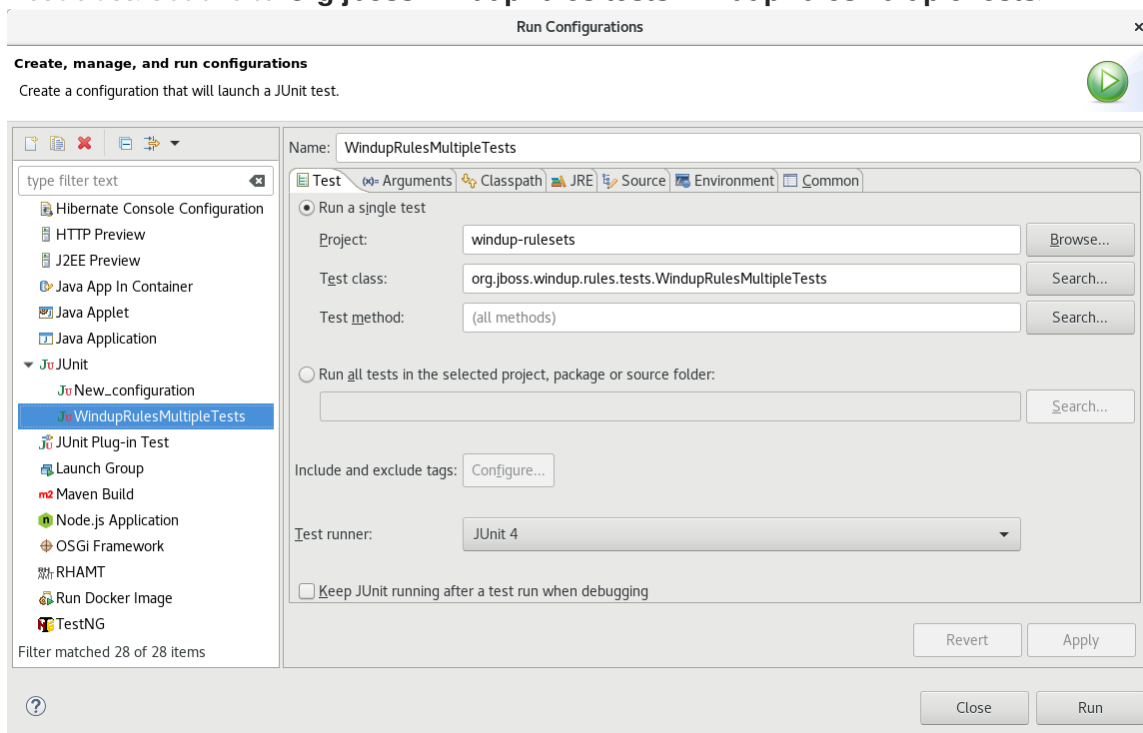 Run Configurations
Create, manage, and run configurations
Create a configuration that will launch a JUnit test.
type filter text
Hibernate Console Configuration
HTTP Preview
J2EE Preview
Java App In Container
Java Applet
Java Application
JUnit
New_configuration
WindupRulesMultipleTests
JUnit Plug-in Test
Launch Group
Maven Build
Node.js Application
OSGi Framework
RHAMT
Run Docker Image
TestNG
Filter matched 28 of 28 items
Name: WindupRulesMultipleTests
Test (x)= Arguments Classpath JRE Source Environment Common
Run a single test
Project: windup-rulesets Browse...
Test class: org.jboss.windup.rules.tests.WindupRulesMultipleTests Search...
Test method: (all methods) Search...
Run all tests in the selected project, package or source folder:
Search...
Include and exclude tags: Configure...
Test runner: JUnit 4
Keep JUnit running after a test run when debugging
Revert Apply
Close Run